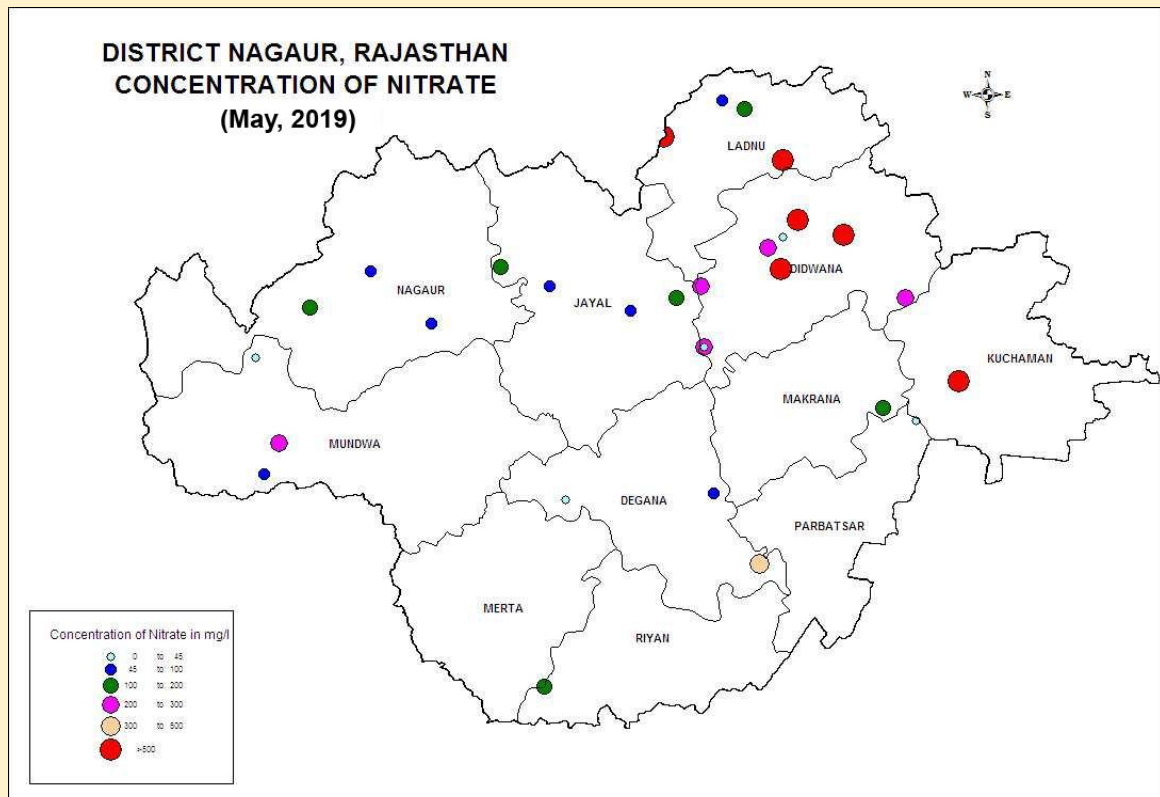 DISTRICT NAGAUR, RAJASTHAN
CONCENTRATION OF NITRATE
(May, 2019)
N
W E
S
LADNU
DIDWANA
NAGAUR
JAYAL
KUCHAMAN
MAKRANA
MUNDWA
DEGANA
PARBATSAR
MERTA
RIYAN
Concentration of Nitrate in mg/l
0 to 45
45 to 100
100 to 200
200 to 300
300 to 500
>500